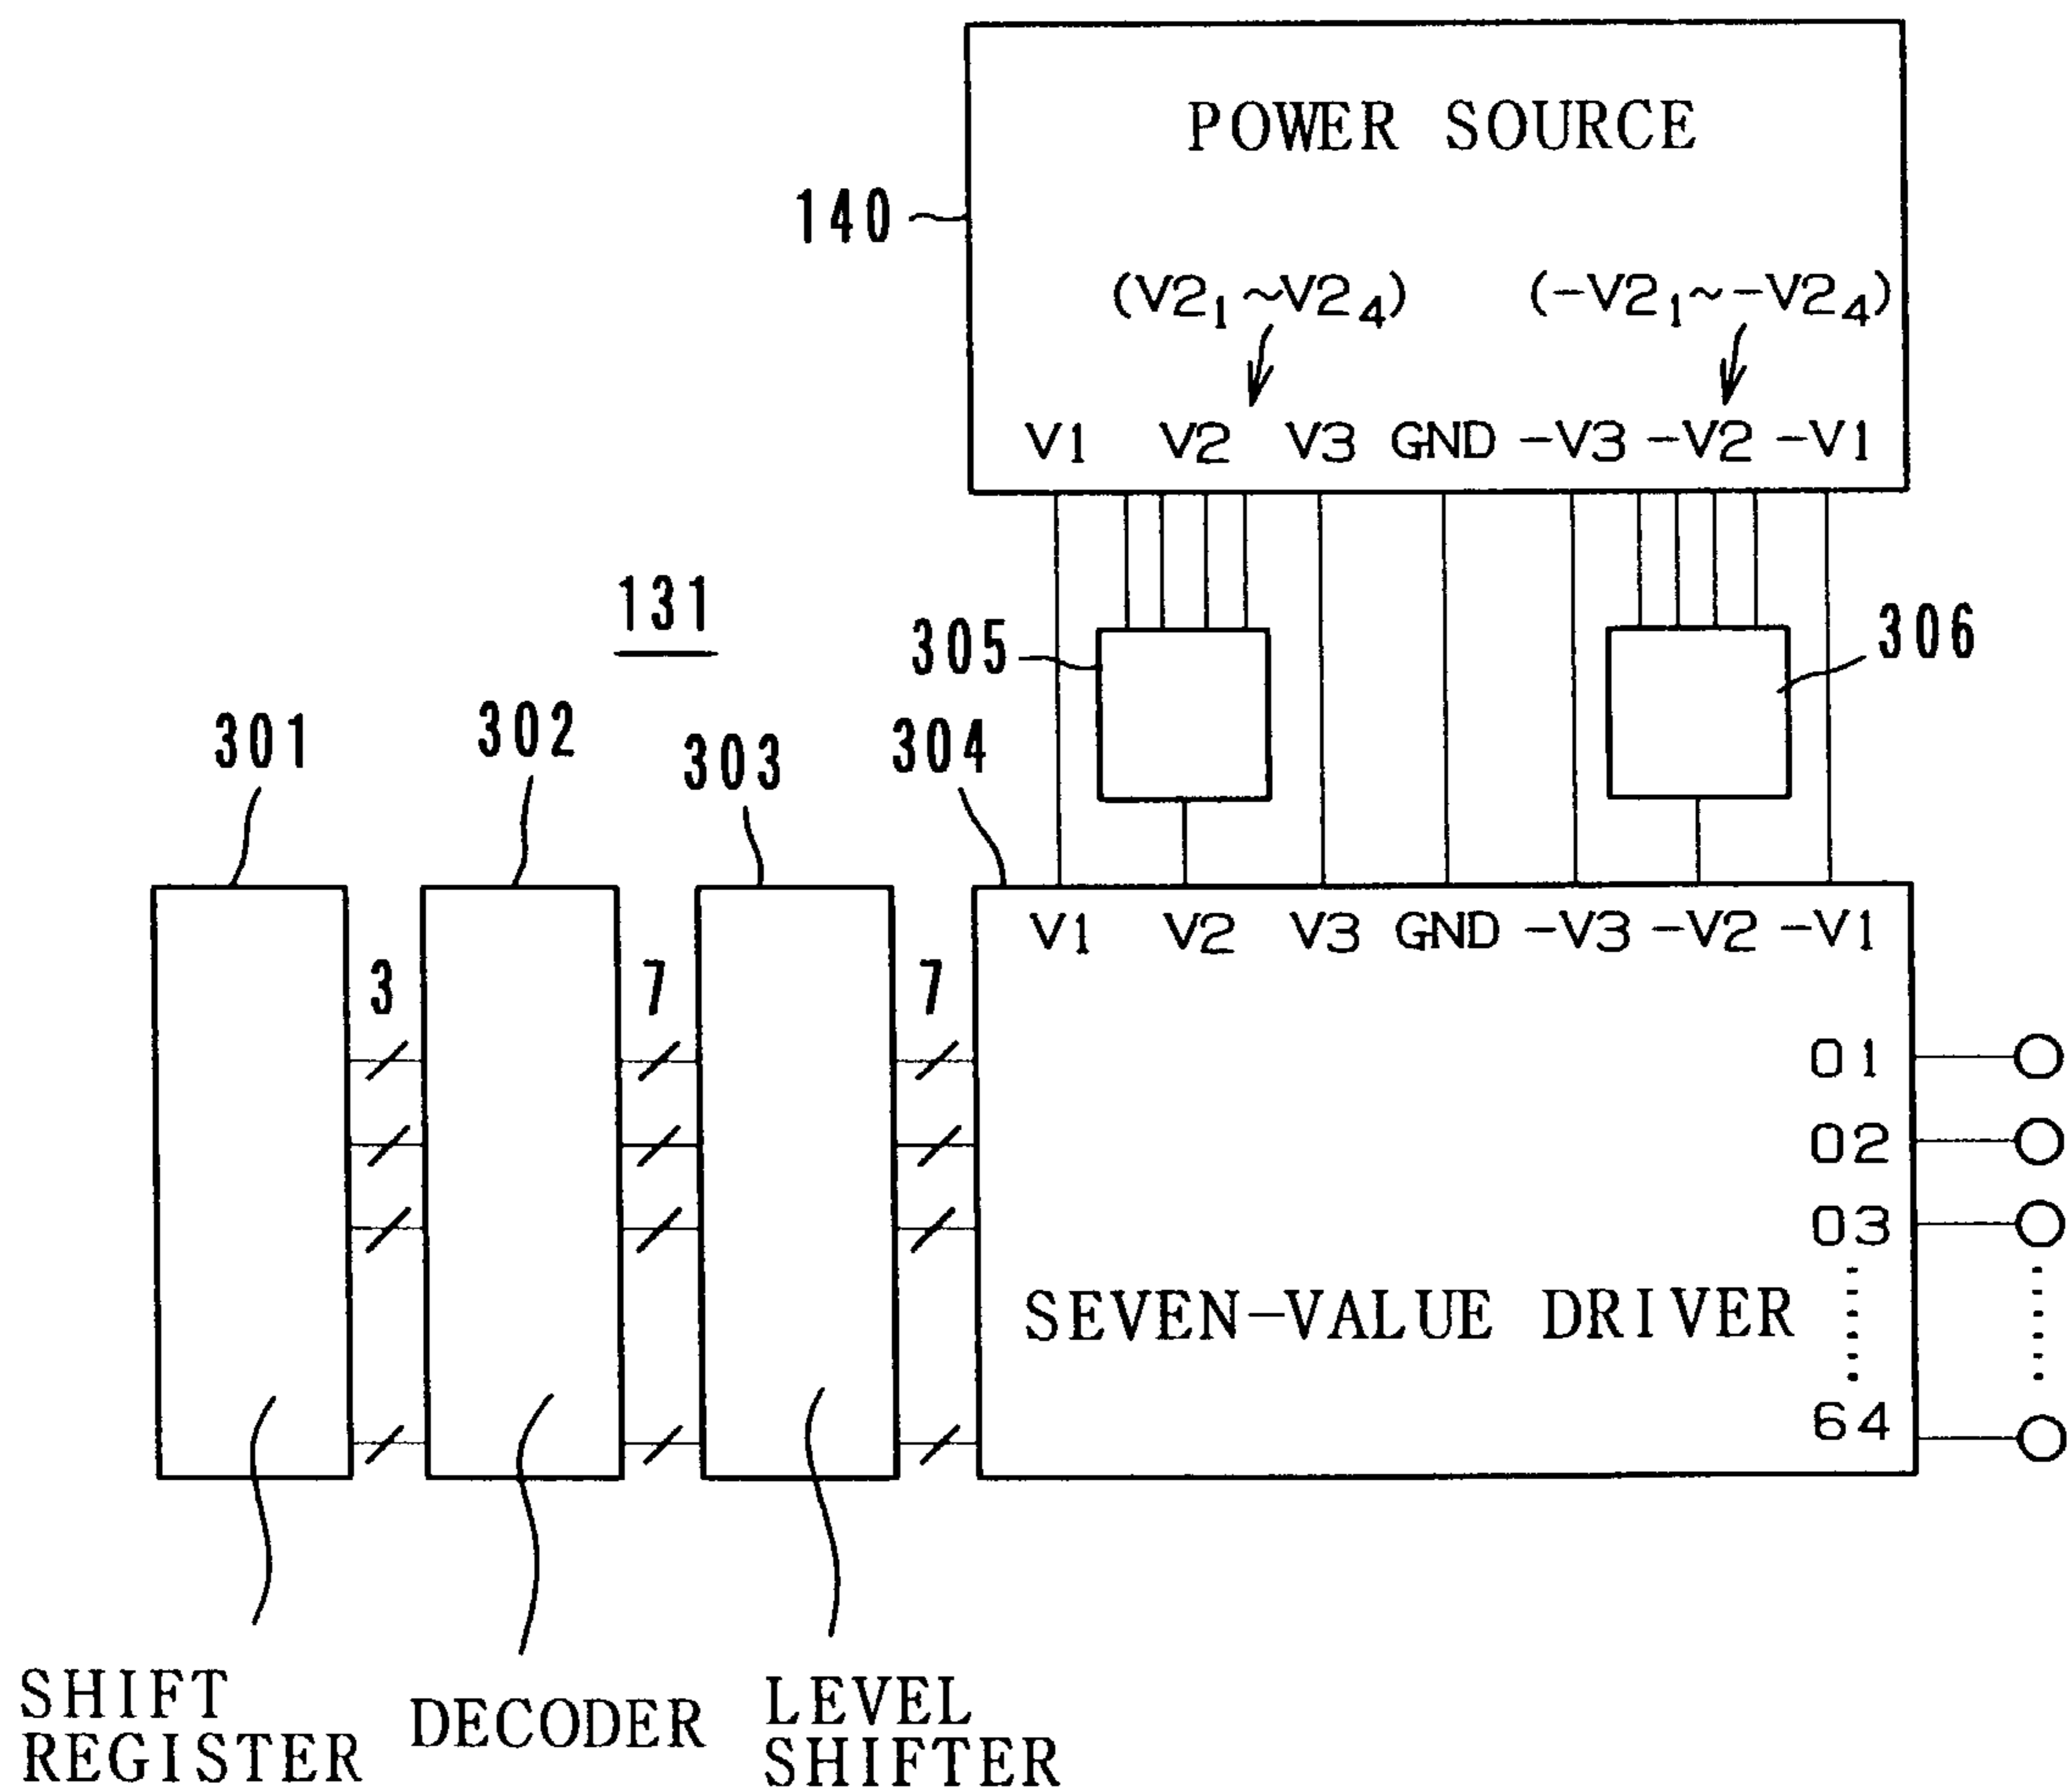 POWER SOURCE
140
(V2₁~V2₄) (-V2₁~-V2₄)
V1 V2 V3 GND -V3 -V2 -V1
131
305
306
301
302
303
304
V1 V2 V3 GND -V3 -V2 -V1
3
7
7
01
02
03
SEVEN-VALUE DRIVER
64
SHIFT
REGISTER
DECODER
LEVEL
SHIFTER